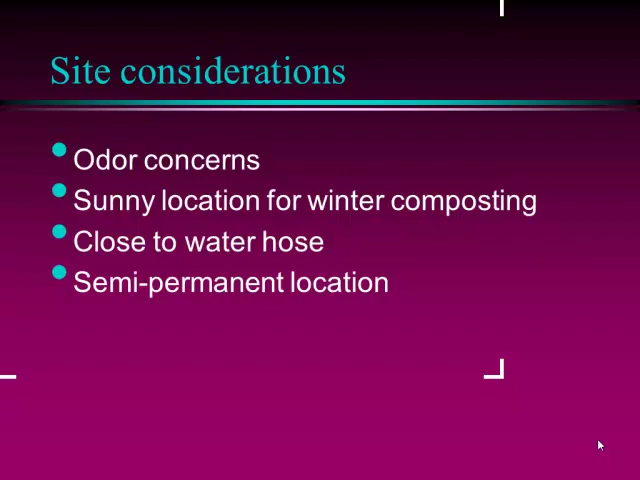 Site considerations
Odor concerns
Sunny location for winter composting
Close to water hose
Semi-permanent location